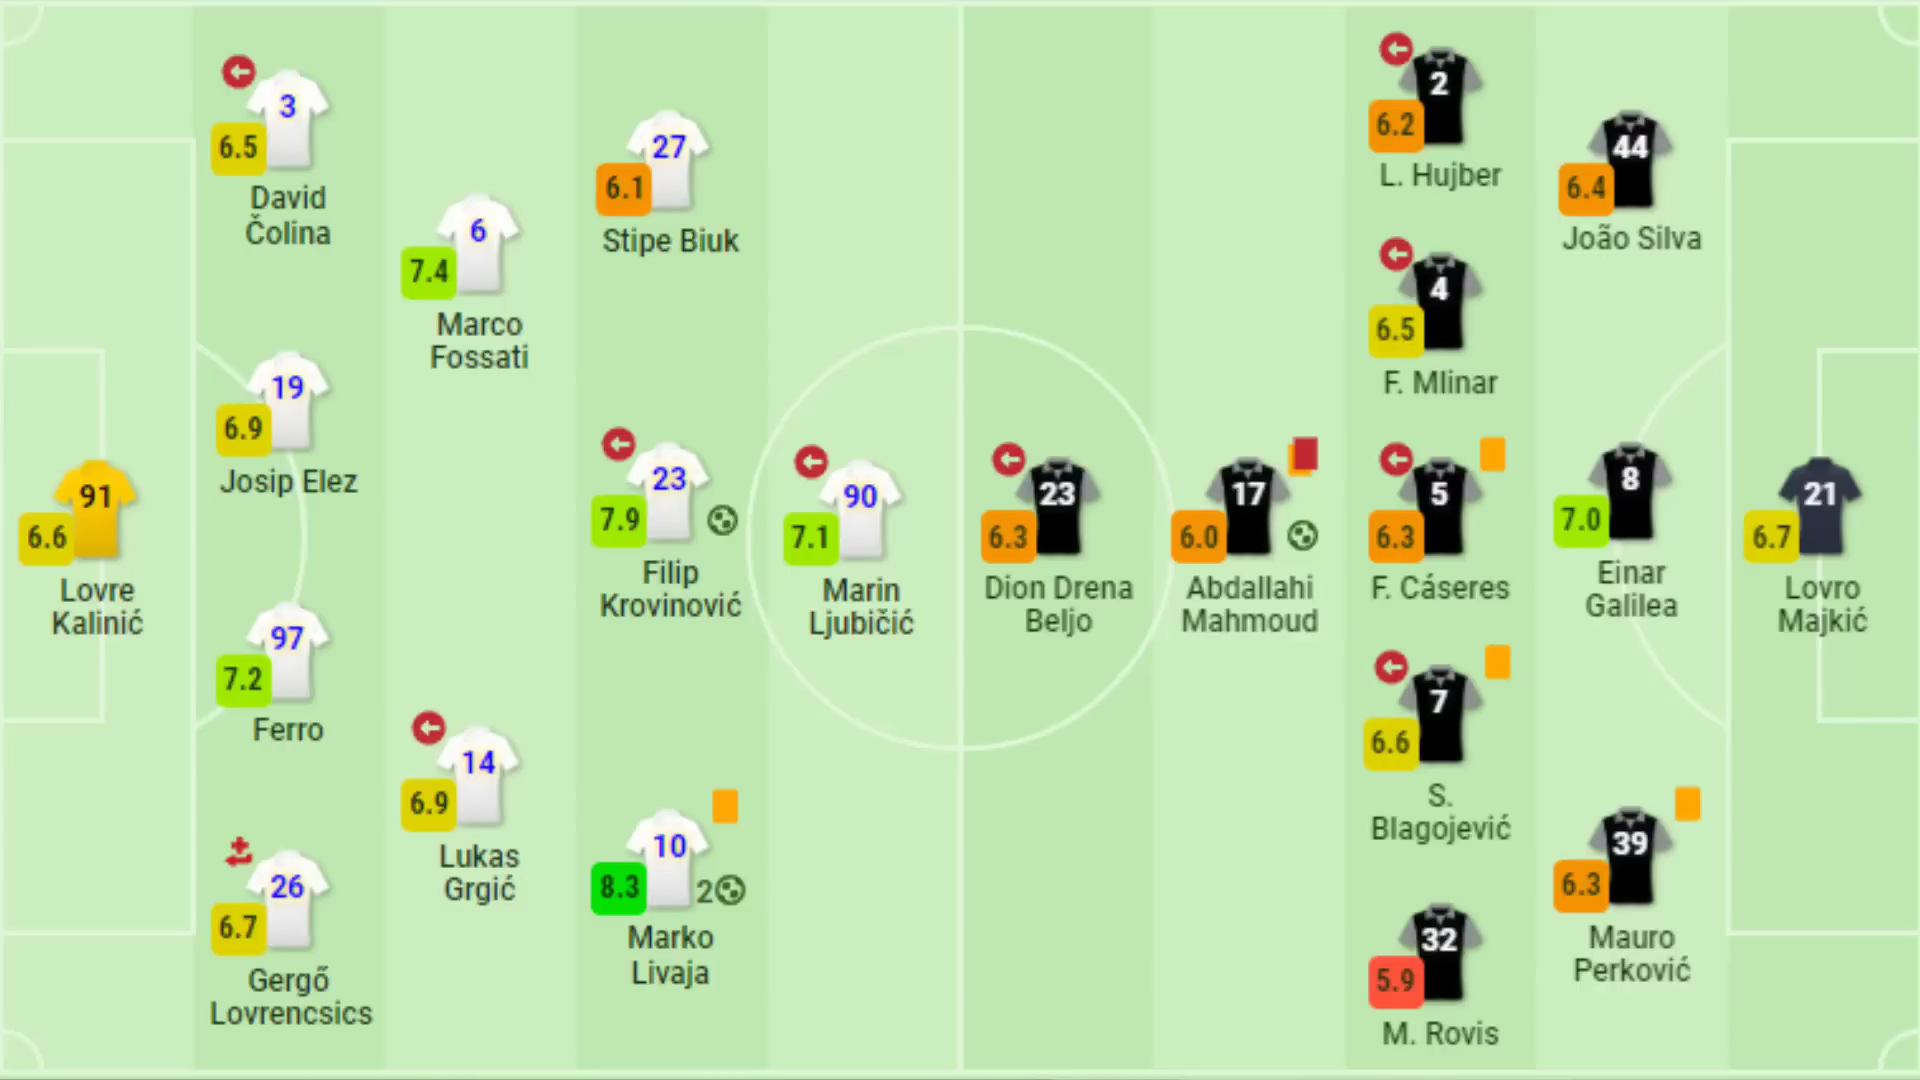 3
6.5
David
Čolina
19
6.9
Josip Elez
91
6.6
Lovre
Kalinić
97
7.2
Ferro
26
6.7
Gergő
Lovrencsics
6
7.4
Marco
Fossati
14
6.9
Lukas
Grgić
27
6.1
Stipe Biuk
23
7.9
Filip
Krovinović
10
8.3
2
Marko
Livaja
90
7.1
Marin
Ljubičić
23
6.3
Dion Drena
Beljo
17
6.0
Abdallahi
Mahmoud
2
6.2
L. Hujber
4
6.5
F. Mlinar
5
6.3
F. Cáseres
7
6.6
S.
Blagojević
32
5.9
M. Rovis
44
6.4
João Silva
8
7.0
Einar
Galilea
39
6.3
Mauro
Perković
21
6.7
Lovro
Majkić